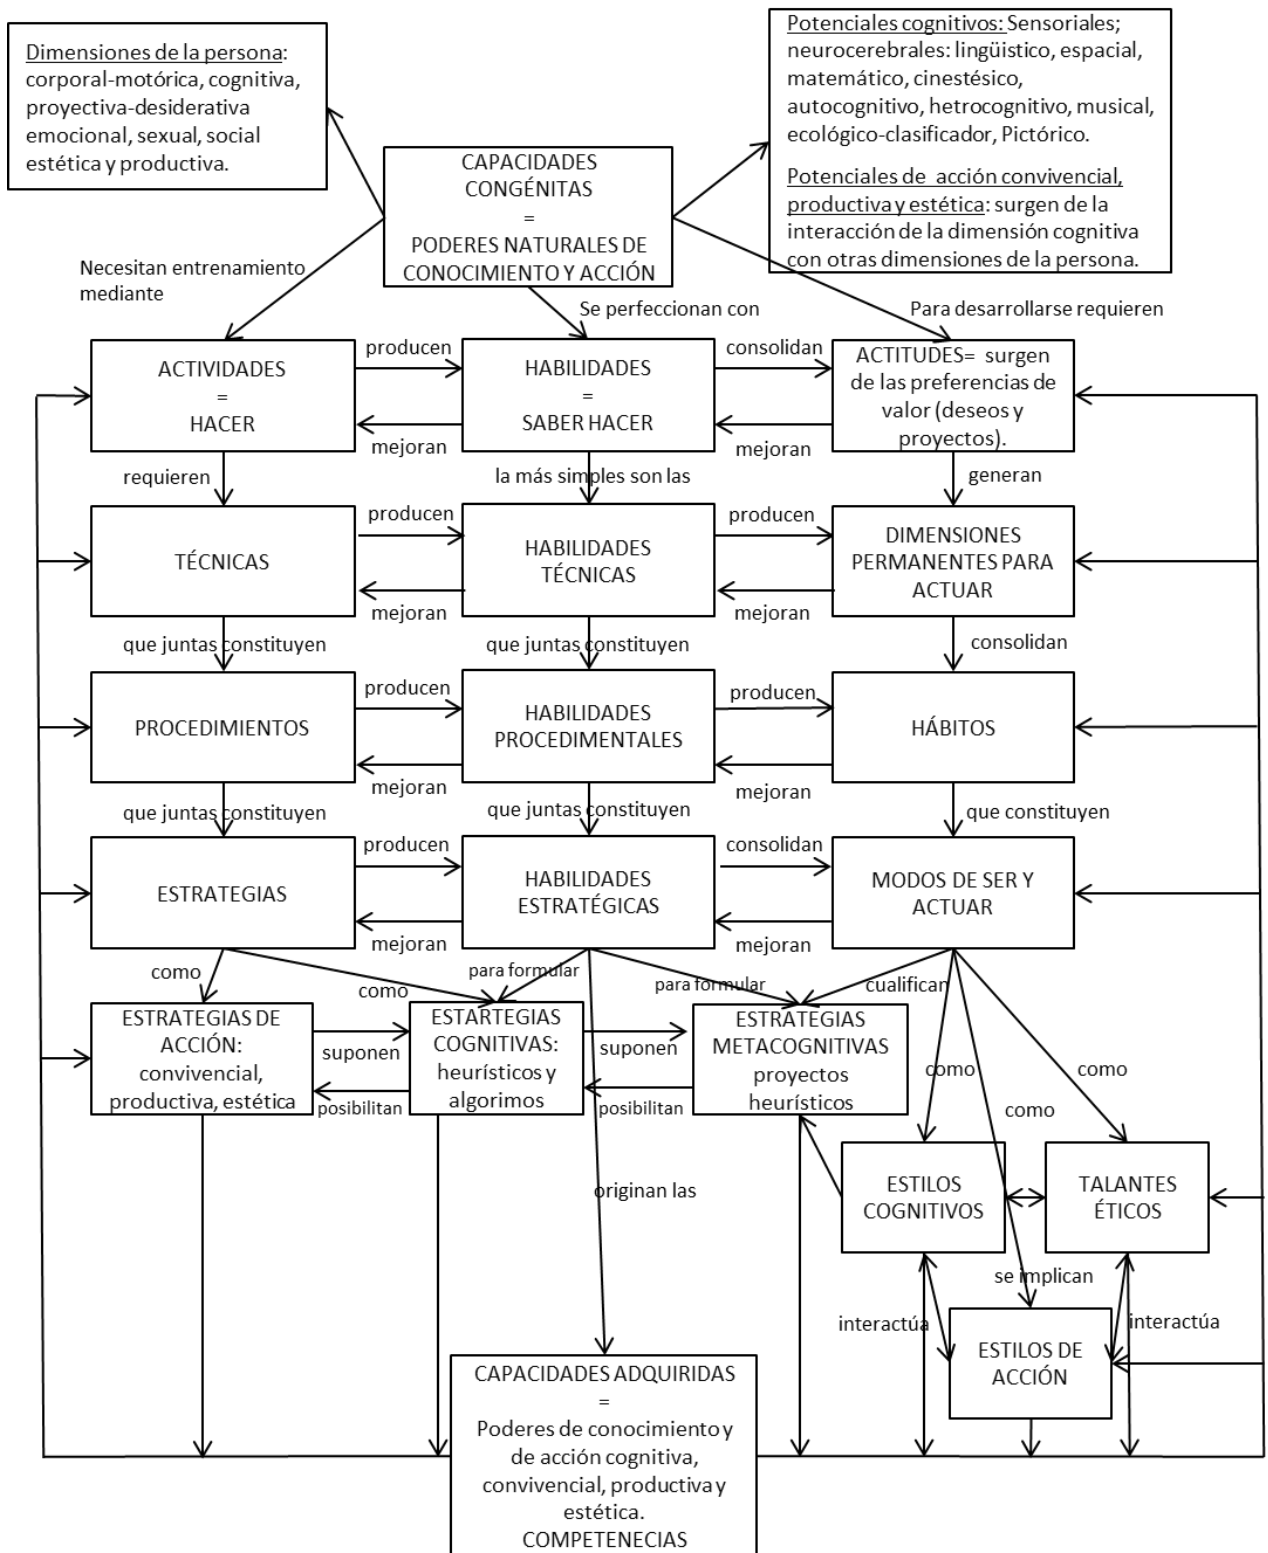 Dimensiones de la persona:
corporal-motórica, cognitiva,
proyectiva-desiderativa
emocional, sexual, social
estética y productiva.
Potenciales cognitivos: Sensoriales;
neurocerebrales: lingüistico, espacial,
matemático, cinestésico,
autocognitivo, hetrocognitivo, musical,
ecológico-clasificador, Pictórico.
Potenciales de acción convivencial,
productiva y estética: surgen de la
interacción de la dimensión cognitiva
con otras dimensiones de la persona.
CAPACIDADES
CONGÉNITAS
=
PODERES NATURALES DE
CONOCIMIENTO Y ACCIÓN
Necesitan entrenamiento
mediante
Se perfeccionan con
Para desarrollarse requieren
ACTIVIDADES
=
HACER
producen
mejoran
HABILIDADES
=
SABER HACER
consolidan
mejoran
ACTITUDES= surgen
de las preferencias de
valor (deseos y
proyectos).
requieren
la más simples son las
generan
TÉCNICAS
producen
mejoran
HABILIDADES
TÉCNICAS
producen
mejoran
DIMENSIONES
PERMANENTES PARA
ACTUAR
que juntas constituyen
que juntas constituyen
consolidan
PROCEDIMIENTOS
producen
mejoran
HABILIDADES
PROCEDIMENTALES
producen
mejoran
HÁBITOS
que juntas constituyen
que juntas constituyen
que constituyen
ESTRATEGIAS
producen
mejoran
HABILIDADES
ESTRATÉGICAS
consolidan
mejoran
MODOS DE SER Y
ACTUAR
como
como
para formular
para formular
cualifican
ESTRATEGIAS DE
ACCIÓN:
convivencial,
productiva, estética
suponen
posibilitan
ESTARTEGIAS
COGNITIVAS:
heurísticos y
algorimos
suponen
posibilitan
ESTRATEGIAS
METACOGNITIVAS
proyectos
heurísticos
como
como
como
originan las
ESTILOS
COGNITIVOS
TALANTES
ÉTICOS
se implican
interactúa
interactúa
ESTILOS DE
ACCIÓN
CAPACIDADES ADQUIRIDAS
=
Poderes de conocimiento y
de acción cognitiva,
convivencial, productiva y
estética.
COMPETENECIAS